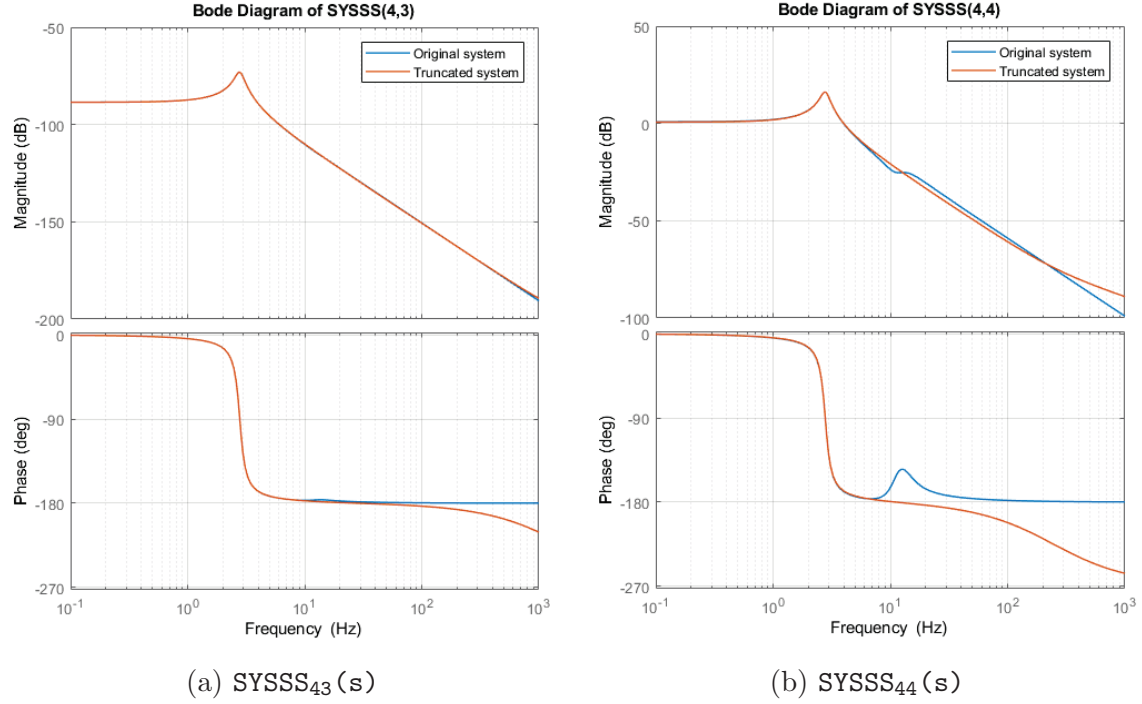 Bode Diagram of SYSSS(4,3)
Original system
Truncated system
Magnitude (dB)
-50
-100
-150
-200
Phase (deg)
0
-90
-180
-270
10^-1
10^0
10^1
10^2
10^3
Frequency (Hz)
(a) SYSSS43(s)
Bode Diagram of SYSSS(4,4)
Original system
Truncated system
Magnitude (dB)
50
0
-50
-100
Phase (deg)
0
-90
-180
-270
10^-1
10^0
10^1
10^2
10^3
Frequency (Hz)
(b) SYSSS44(s)